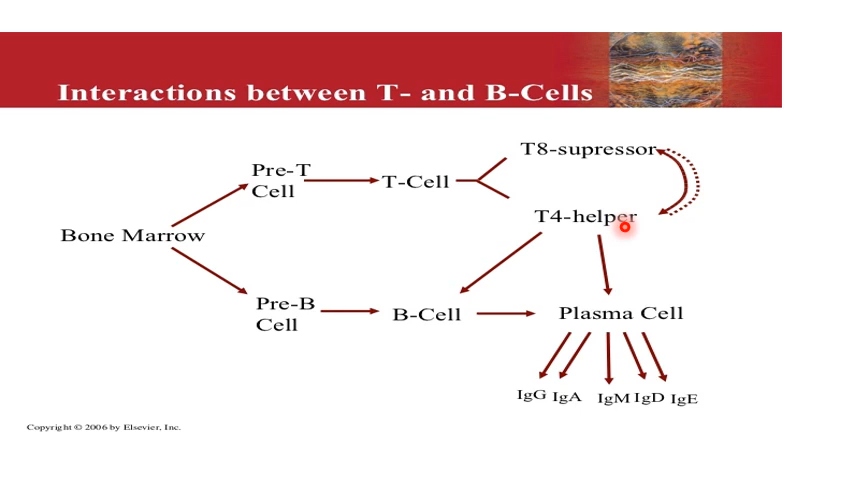 Interactions between T- and B-Cells
T8-supressor
Pre-T
Cell
T-Cell
T4-helper
Bone Marrow
Pre-B
Cell
B-Cell
Plasma Cell
IgG IgA IgM IgD IgE
Copyright © 2006 by Elsevier, Inc.